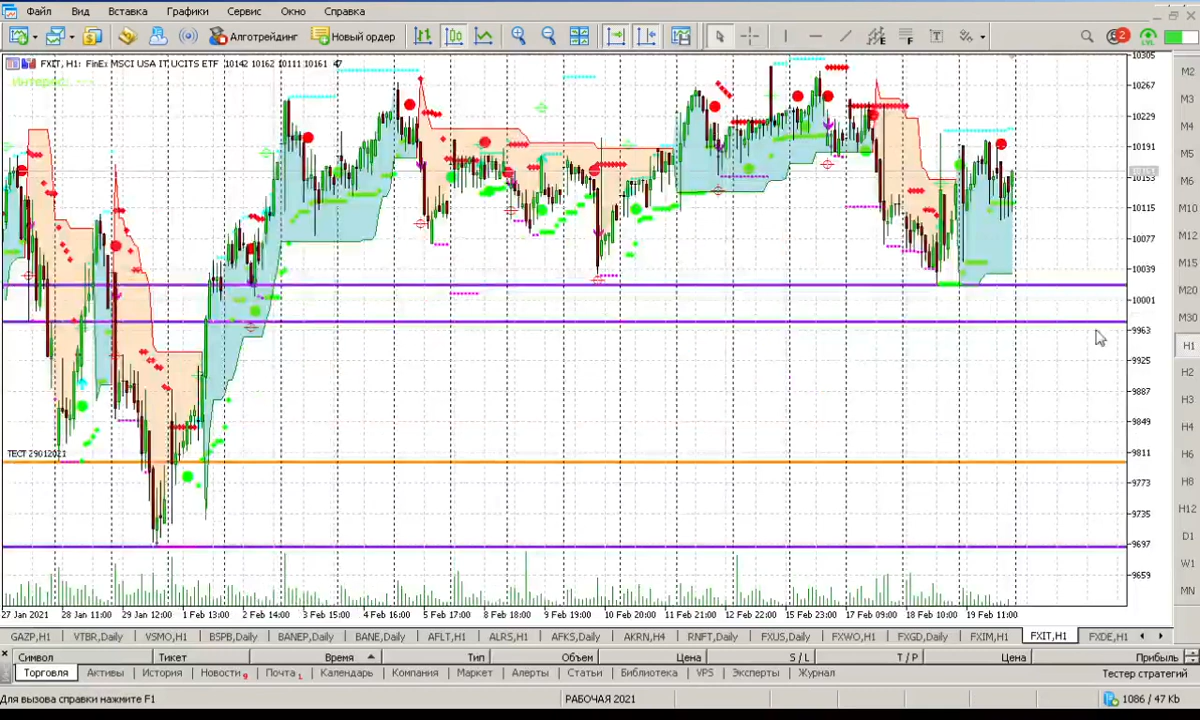 Файл Вид Вставка Графики Сервис Окно Справка
Алготрейдинг Новый ордер 2
FXIT, H1: FinEx MSCI USA IT UCITS ETF 10142 10162 10111 10161 47
Интерес:
10305
10267
10229
10191
10153
10115
10077
10039
10001
9963
9925
9887
9849
9811
9773
9735
9697
9659
M2
M3
M4
M5
M6
M10
M12
M15
M20
M30
H1
H2
H3
H4
H6
H8
H12
D1
W1
MN
ТЕСТ 29012021
27 Jan 2021 28 Jan 11:00 29 Jan 12:00 1 Feb 13:00 2 Feb 14:00 3 Feb 15:00 4 Feb 16:00 5 Feb 17:00 8 Feb 18:00 9 Feb 19:00 10 Feb 20:00 11 Feb 21:00 12 Feb 22:00 15 Feb 23:00 17 Feb 09:00 18 Feb 10:00 19 Feb 11:00
GAZP,H1 VTBR,Daily VSMO,H1 BSPB,Daily BANEP,Daily BANE,Daily AFLT,H1 ALRS,H1 AFKS,Daily AKRN,H4 RNFT,Daily FXUS,Daily FXWO,H1 FXGD,Daily FXIM,H1 FXIT,H1 FXDE,H1
Символ Тикет Время Тип Объем Цена S / L T / P Цена Прибыль
Торговля Активы История Новости Почта 1 Календарь Компания Маркет Алерты Статьи Библиотека VPS Эксперты Журнал Тестер стратегий
Для вызова справки нажмите F1 РАБОЧАЯ 2021 1086 / 47 Kb